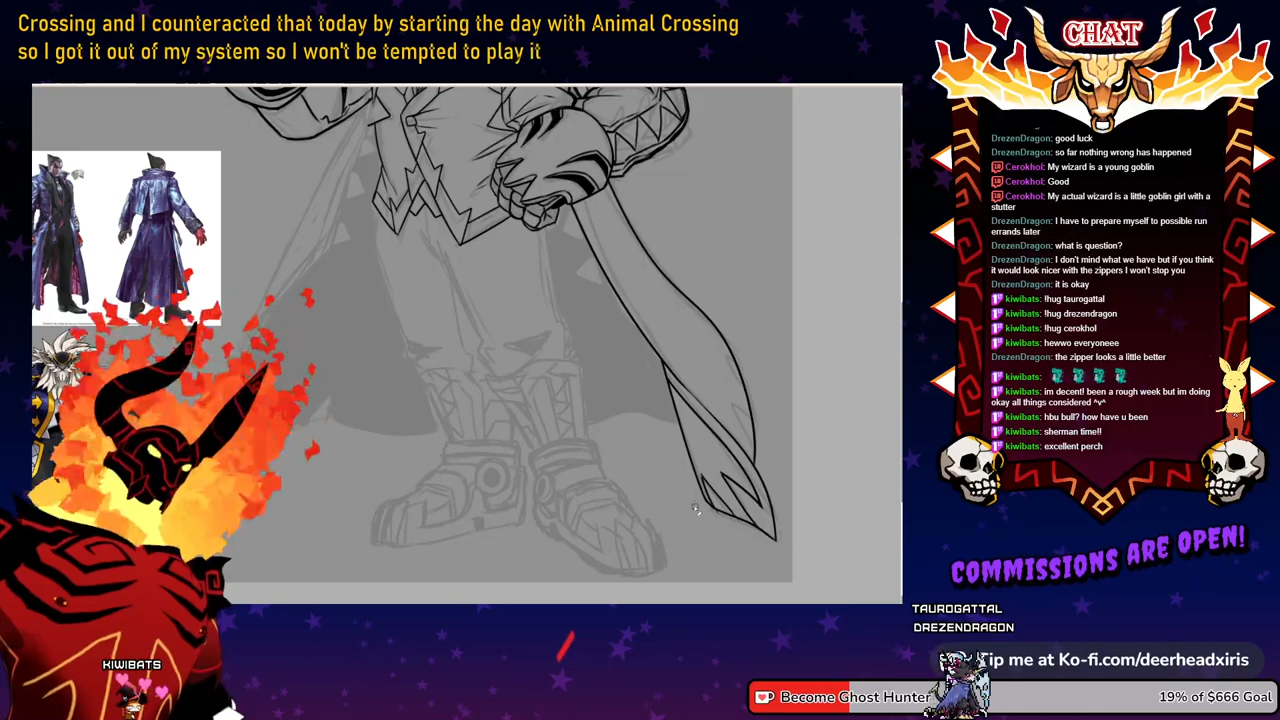 Crossing and I counteracted that today by starting the day with Animal Crossing
so I got it out of my system so I won't be tempted to play it
CHAT
DrezenDragon: good luck
DrezenDragon: so far nothing wrong has happened
Cerokhol: My wizard is a young goblin
Cerokhol: Good
Cerokhol: My actual wizard is a little goblin girl with a
stutter
DrezenDragon: I have to prepare myself to possible run
errands later
DrezenDragon: what is question?
DrezenDragon: I don't mind what we have but if you think
it would look nicer with the zippers I won't stop you
DrezenDragon: it is okay
kiwibats: !hug taurogattal
kiwibats: !hug drezendragon
kiwibats: !hug cerokhol
kiwibats: hewwo everyoneee
DrezenDragon: the zipper looks a little better
kiwibats:
kiwibats: im decent! been a rough week but im doing
okay all things considered ^v^
kiwibats: hbu bull? how have u been
kiwibats: sherman time!!
kiwibats: excellent perch
COMMISSIONS ARE OPEN!
TAUROGATTAL
DREZENDRAGON
KIWIBATS
Tip me at Ko-fi.com/deerheadxiris
Become Ghost Hunter
19% of $666 Goal